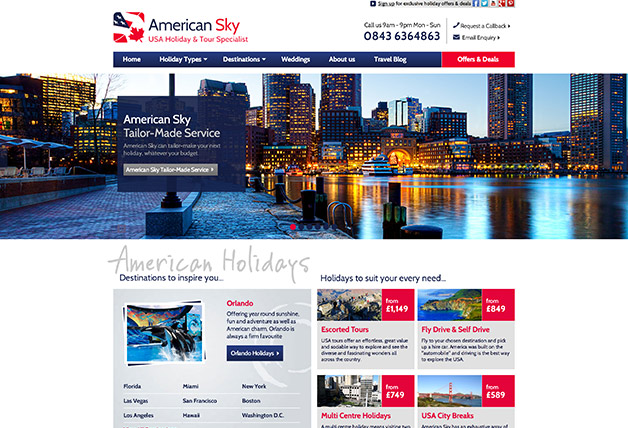 Sign up for exclusive holiday offers & deals
American Sky
USA Holiday & Tour Specialist
Call us 9am - 9pm Mon - Sun
0843 6364863
Request a Callback
Email Enquiry
Home
Holiday Types
Destinations
Weddings
About us
Travel Blog
Offers & Deals
American Sky
Tailor-Made Service
American Sky can tailor-make your next
holiday, whatever your budget.
American Sky Tailor-Made Service
American Holidays
Destinations to inspire you...
Orlando
Offering year round sunshine,
fun and adventure as well as
American charm, Orlando is
always a firm favourite
Orlando Holidays
Florida
Miami
New York
Las Vegas
San Francisco
Boston
Los Angeles
Hawaii
Washington D.C.
Holidays to suit your every need...
from
£1,149
Escorted Tours
USA tours offer an effortless, great value
and sociable way to explore and see the
diverse and fascinating wonders all
across the country.
from
£849
Fly Drive & Self Drive
Fly to your chosen destination and pick
up a hire car. America was built on the
"automobile" and driving is the best way
to explore the USA.
from
£749
Multi Centre Holidays
A multi centre holiday means visiting two
from
£589
USA City Breaks
American Sky has an exhaustive array of